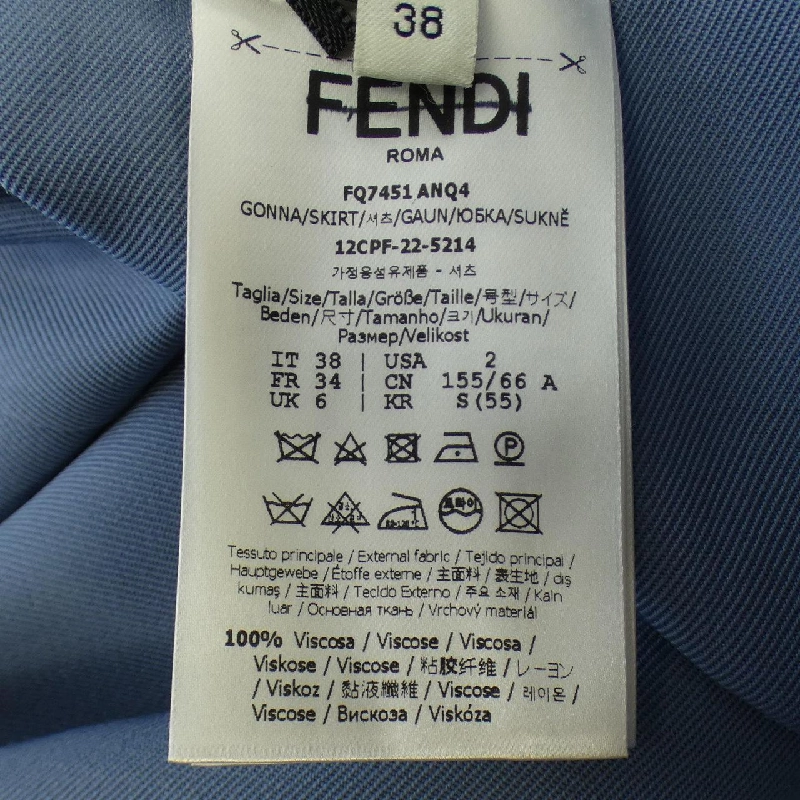 38
FENDI
ROMA
FQ7451 ANQ4
GONNA/SKIRT/셔츠/GAUN/ЮБКА/SUKNĚ
12CPF-22-5214
가정용섬유제품 - 셔츠
Taglia/Size/Talla/Größe/Taille/号型/サイズ/
Beden/尺寸/Tamanho/크기/Ukuran/
Размер/Velikost
IT 38 | USA 2
FR 34 | CN 155/66 A
UK 6 | KR S(55)
P
드라이
Tessuto principale / External fabric / Tejido principal /
Hauptgewebe / Étoffe externe / 主面料 / 表生地 / dış
kumaş / 主面料 / Tecido Externo / 주요 소재 / Kain
luar / Основная ткань / Vrchový materiál
100% Viscosa / Viscose / Viscosa /
Viskose / Viscose / 粘胶纤维 / レーヨン
/ Viskoz / 黏液纖維 / Viscose / 레이온 /
Viscose / Вискоза / Viskóza